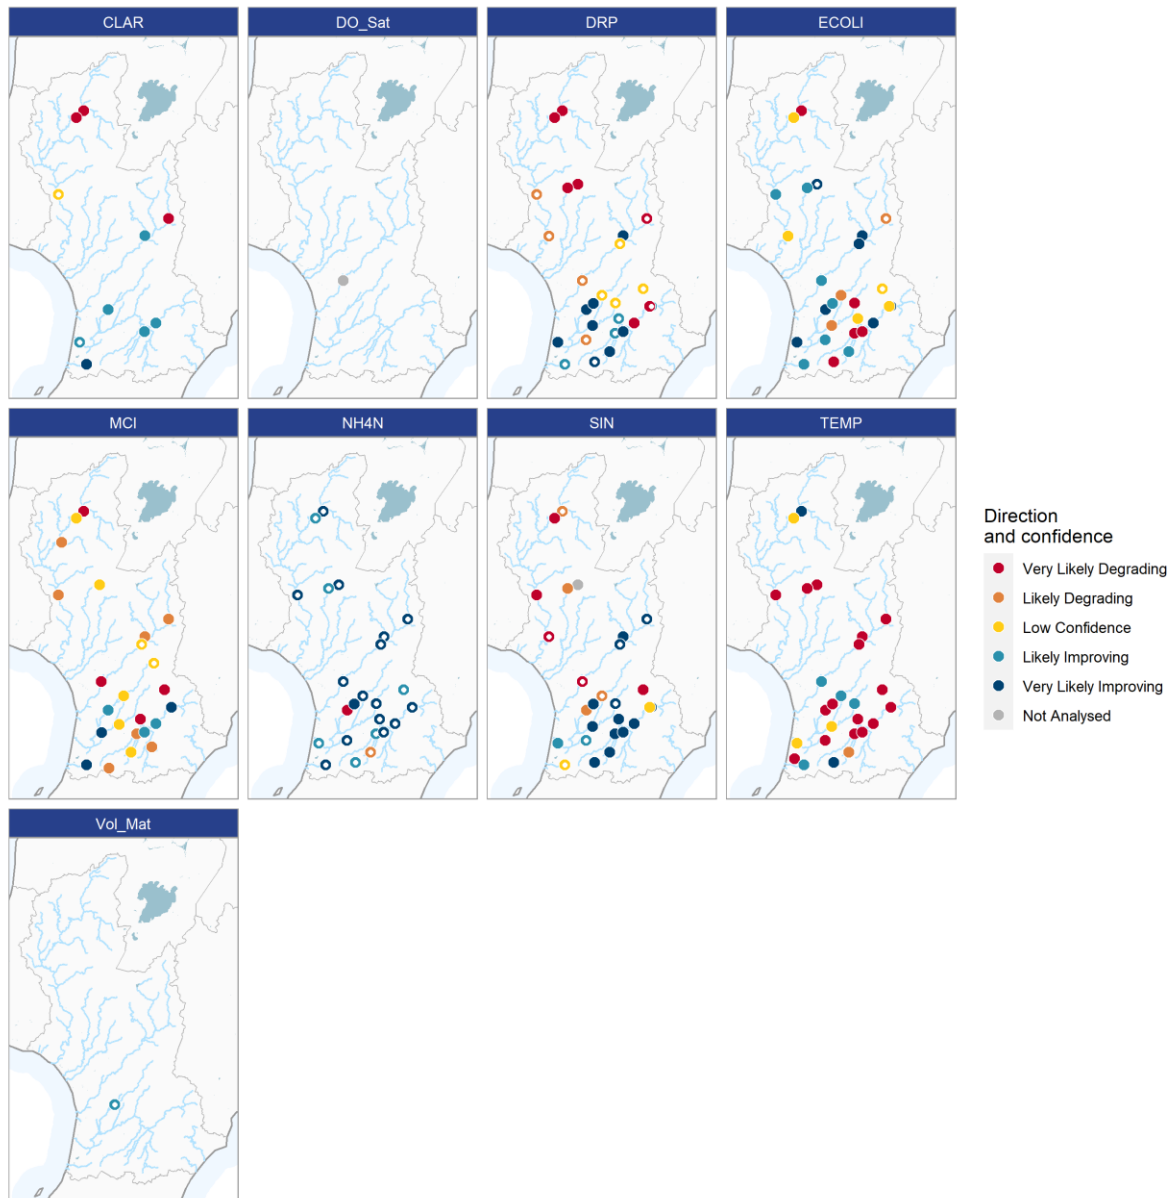 CLAR
DO_Sat
DRP
ECOLI
MCI
NH4N
SIN
TEMP
Direction
and confidence
Very Likely Degrading
Likely Degrading
Low Confidence
Likely Improving
Very Likely Improving
Not Analysed
Vol_Mat